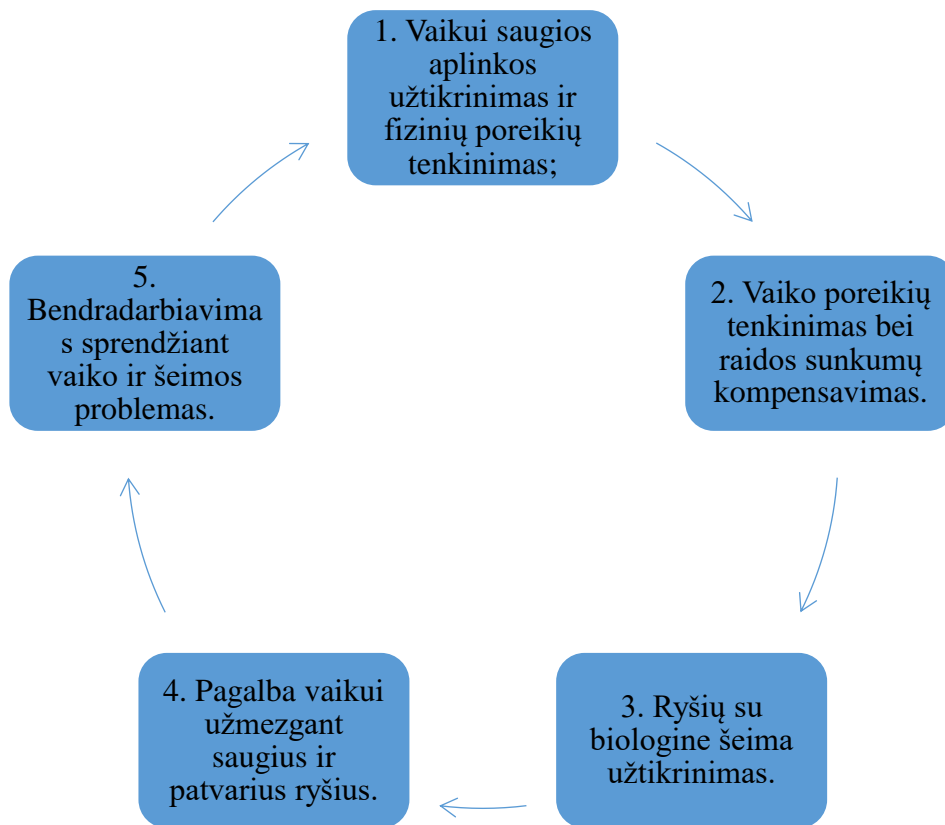 1. Vaikui saugios
aplinkos
užtikrinimas ir
fizinių poreikių
tenkinimas;
2. Vaiko poreikių
tenkinimas bei
raidos sunkumų
kompensavimas.
3. Ryšių su
biologine šeima
užtikrinimas.
4. Pagalba vaikui
užmezgant
saugius ir
patvarius ryšius.
5.
Bendradarbiavima
s sprendžiant
vaiko ir šeimos
problemas.